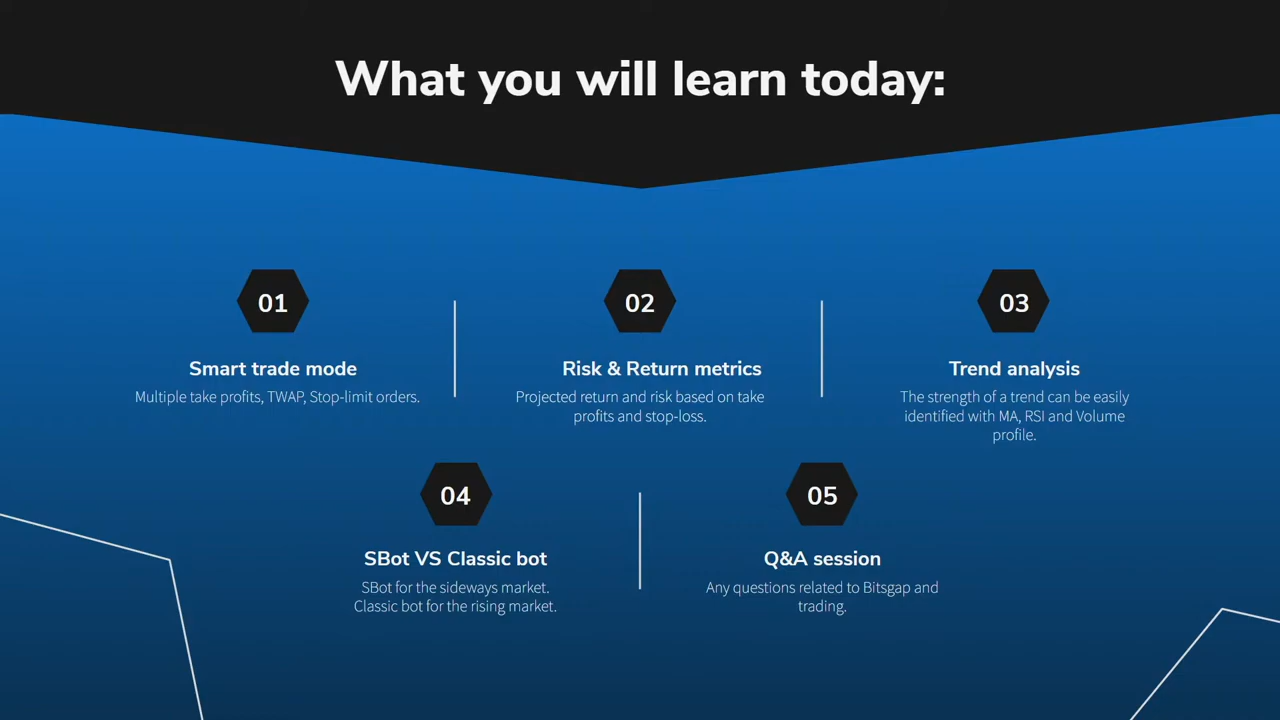 What you will learn today:
01
Smart trade mode
Multiple take profits, TWAP, Stop-limit orders.
02
Risk & Return metrics
Projected return and risk based on take
profits and stop-loss.
03
Trend analysis
The strength of a trend can be easily
identified with MA, RSI and Volume
profile.
04
SBot VS Classic bot
SBot for the sideways market.
Classic bot for the rising market.
05
Q&A session
Any questions related to Bitsgap and
trading.